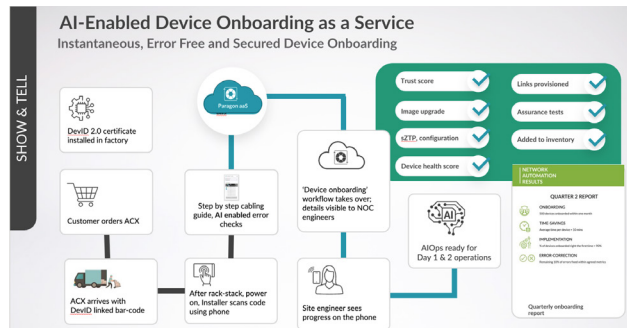 AI-Enabled Device Onboarding as a Service
Instantaneous, Error Free and Secured Device Onboarding
SHOW & TELL
DevID 2.0 certificate
installed in factory
Customer orders ACX
ACX arrives with
DevID linked bar-code
After rack-stack, power
on, Installer scans code
using phone
Step by step cabling
guide, AI enabled error
checks
Paragon aaS
'Device onboarding'
workflow takes over;
details visible to NOC
engineers
Site engineer sees
progress on the phone
AI
AIOps ready for
Day 1 & 2 operations
Trust score
Image upgrade
sZTP, configuration
Device health score
Links provisioned
Assurance tests
Added to inventory
NETWORK
AUTOMATION
RESULTS
QUARTER 2 REPORT
ONBOARDING
TIME SAVINGS
IMPLEMENTATION
ERROR CORRECTION
Quarterly onboarding
report